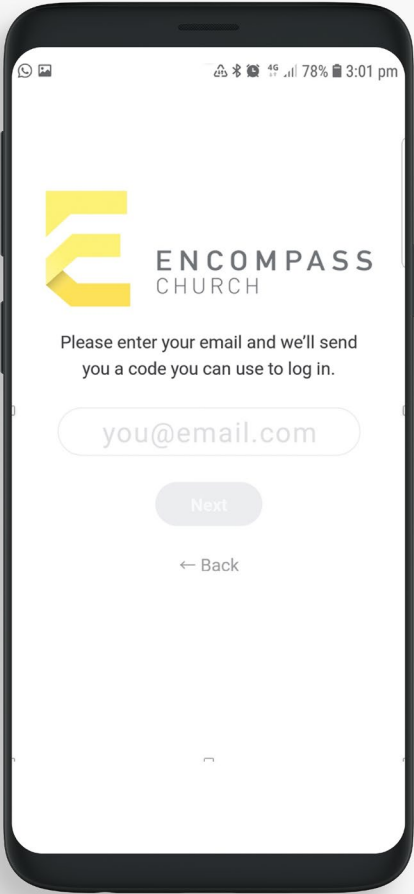 4G 78% 3:01 pm
ENCOMPASS
CHURCH
Please enter your email and we’ll send
you a code you can use to log in.
you@email.com
Next
← Back